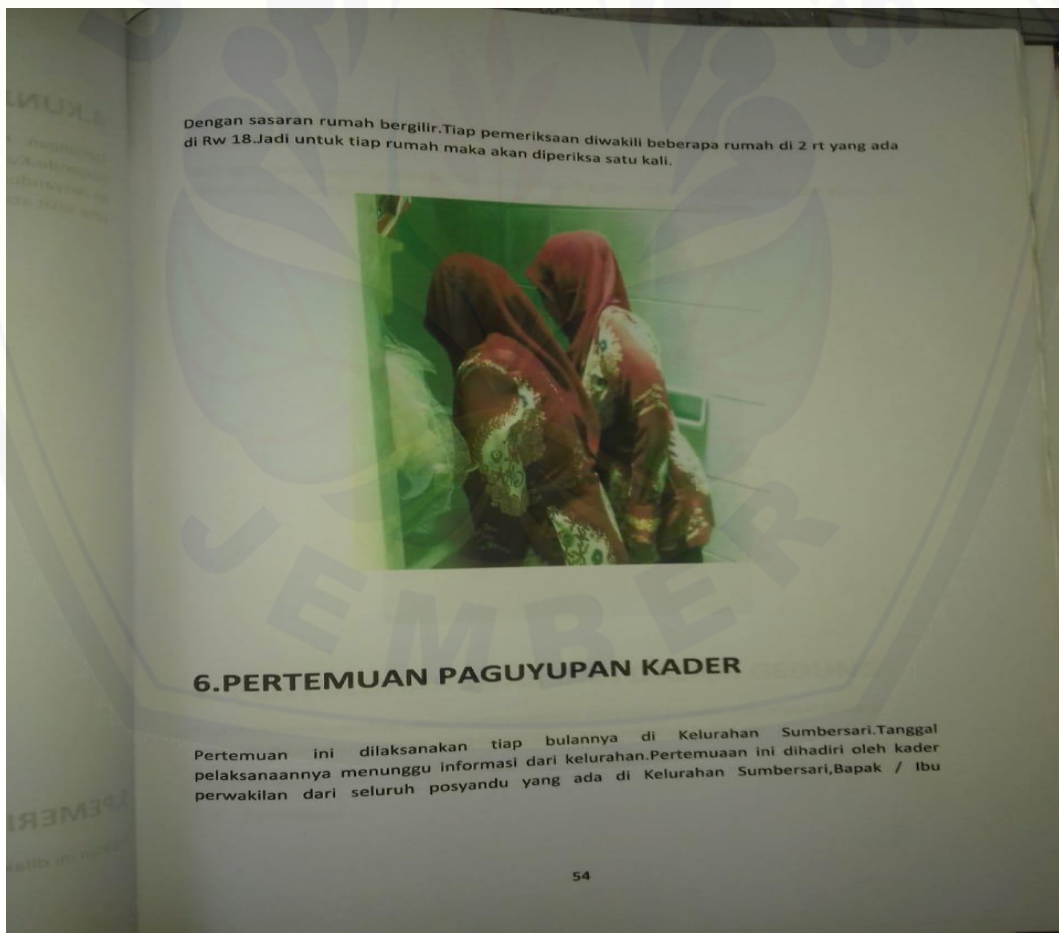 Dengan sasaran rumah bergilir.Tiap pemeriksaan diwakili beberapa rumah di 2 rt yang ada
di Rw 18.Jadi untuk tiap rumah maka akan diperiksa satu kali.
JEMBER
6.PERTEMUAN PAGUYUPAN KADER
Pertemuan ini dilaksanakan tiap bulannya di Kelurahan Sumbersari.Tanggal
pelaksanaannya menunggu informasi dari kelurahan.Pertemuaan ini dihadiri oleh kader
perwakilan dari seluruh posyandu yang ada di Kelurahan Sumbersari,Bapak / Ibu
54